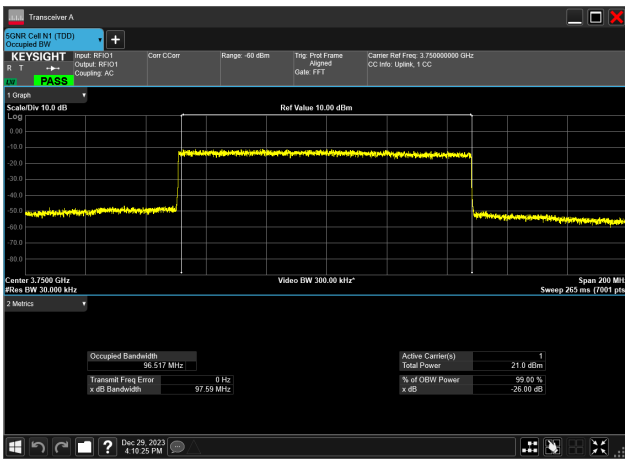 Transceiver A
5GNR Cell N1 (TDD)
Occupied BW
KEYSIGHT
R T
LXI
PASS
Input: RFIO1
Output: RFIO1
Coupling: AC
Corr CCorr
Range: -60 dBm
Trig: Prot Frame
Aligned
Gate: FFT
Carrier Ref Freq: 3.750000000 GHz
CC Info: Uplink, 1 CC
1 Graph
Scale/Div 10.0 dB
Ref Value 10.00 dBm
Log
0.00
-10.0
-20.0
-30.0
-40.0
-50.0
-60.0
-70.0
-80.0
Center 3.7500 GHz
#Res BW 30.000 kHz
Video BW 300.00 kHz*
Span 200 MHz
Sweep 265 ms (7001 pts
2 Metrics
Occupied Bandwidth
96.517 MHz
Transmit Freq Error 0 Hz
x dB Bandwidth 97.59 MHz
Active Carrier(s) 1
Total Power 21.0 dBm
% of OBW Power 99.00 %
x dB -26.00 dB
Dec 29, 2023
4:10:25 PM